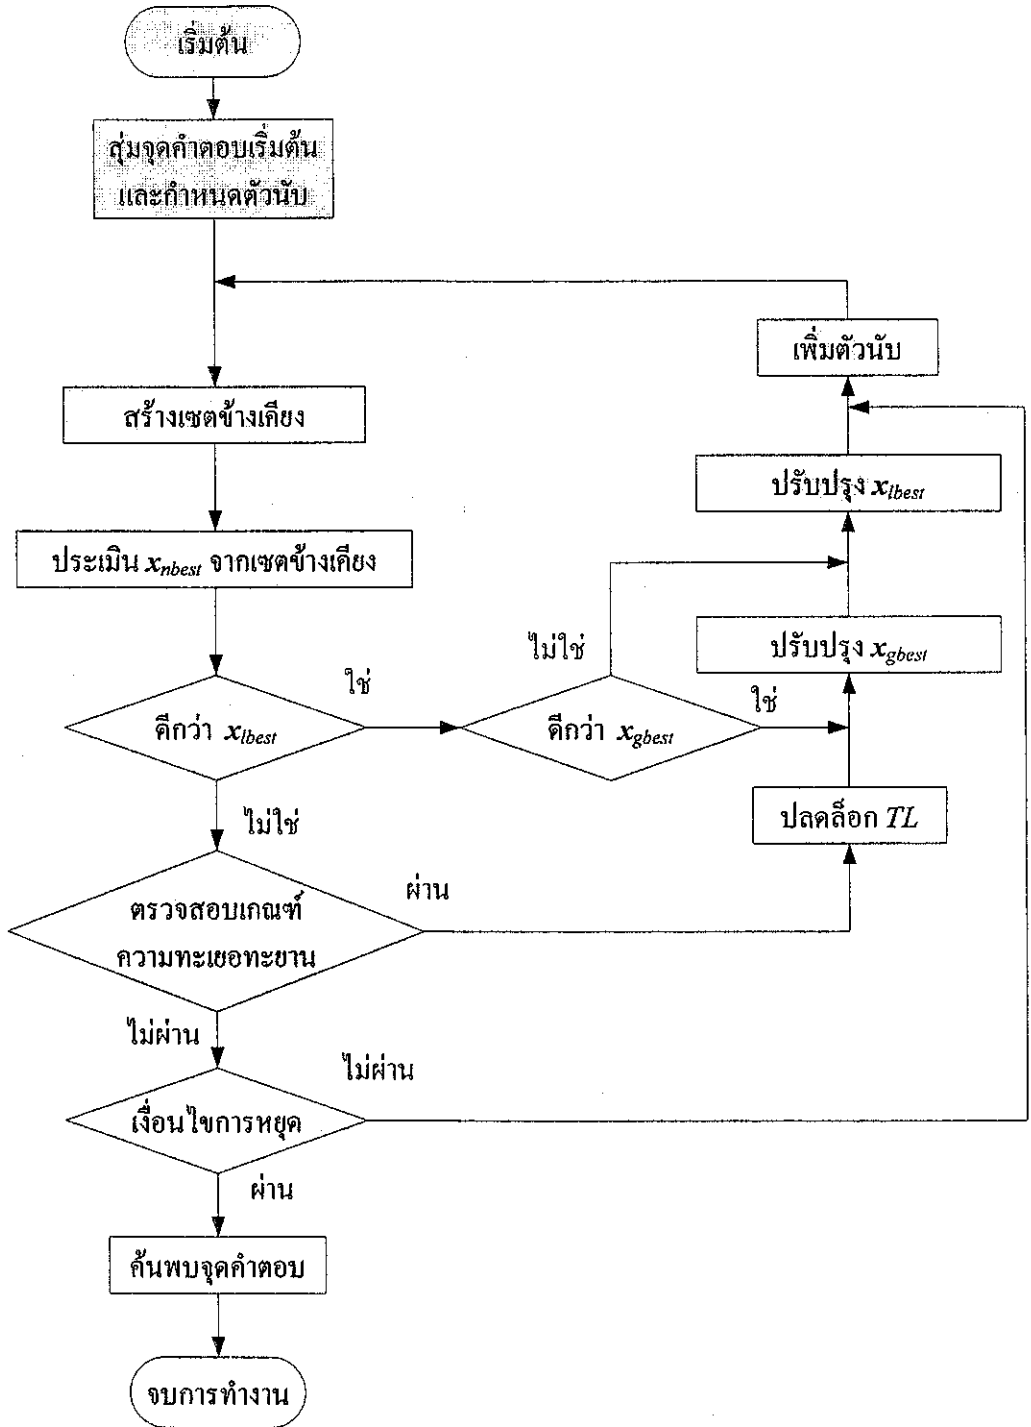 เริ่มต้น
สุ่มจุดคำตอบเริ่มต้น
และกำหนดตัวนับ
เพิ่มตัวนับ
สร้างเซตข้างเคียง
ปรับปรุง x_lbest
ประเมิน x_nbest จากเซตข้างเคียง
ไม่ใช่
ปรับปรุง x_gbest
ใช่
ใช่
ดีกว่า x_lbest
ดีกว่า x_gbest
ปลดล็อก TL
ไม่ใช่
ผ่าน
ตรวจสอบเกณฑ์
ความทะเยอทะยาน
ไม่ผ่าน
ไม่ผ่าน
เงื่อนไขการหยุด
ผ่าน
ค้นพบจุดคำตอบ
จบการทำงาน